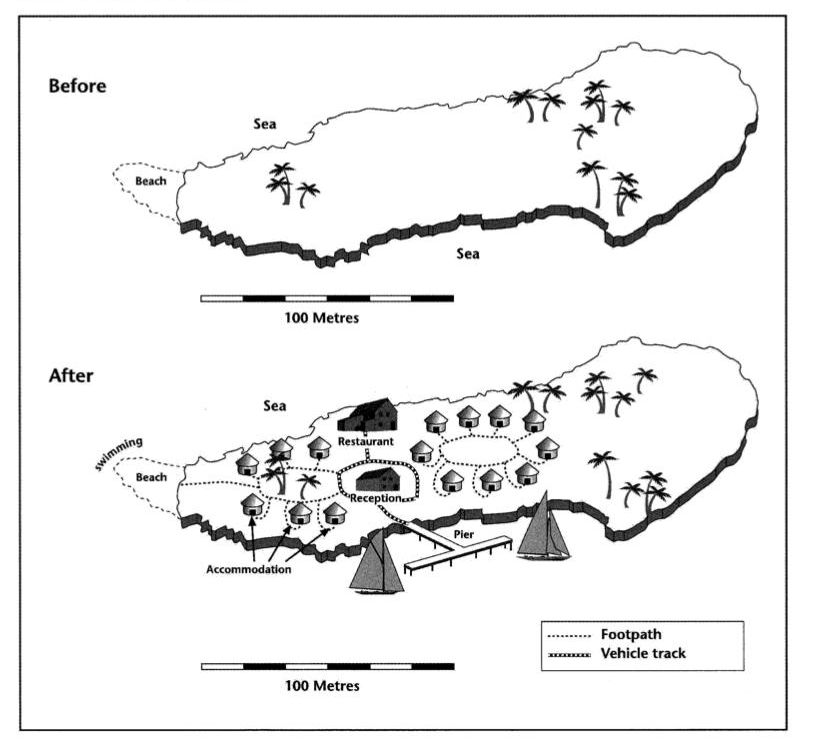 Before
Sea
Beach
Sea
100 Metres
After
Sea
swimming
Restaurant
Beach
Reception
Pier
Accommodation
Footpath
Vehicle track
100 Metres